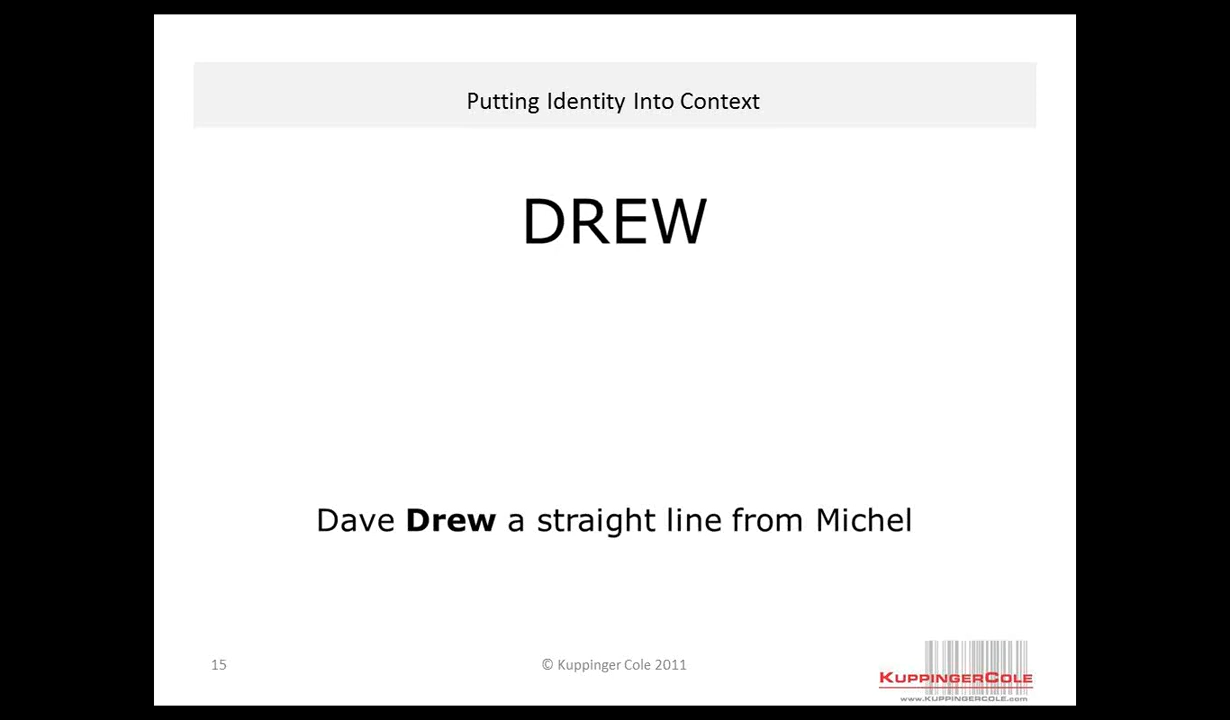 Putting Identity Into Context
DREW
Dave Drew a straight line from Michel
15
© Kuppinger Cole 2011
KUPPINGERCOLE
www.KUPPINGERCOLE.com